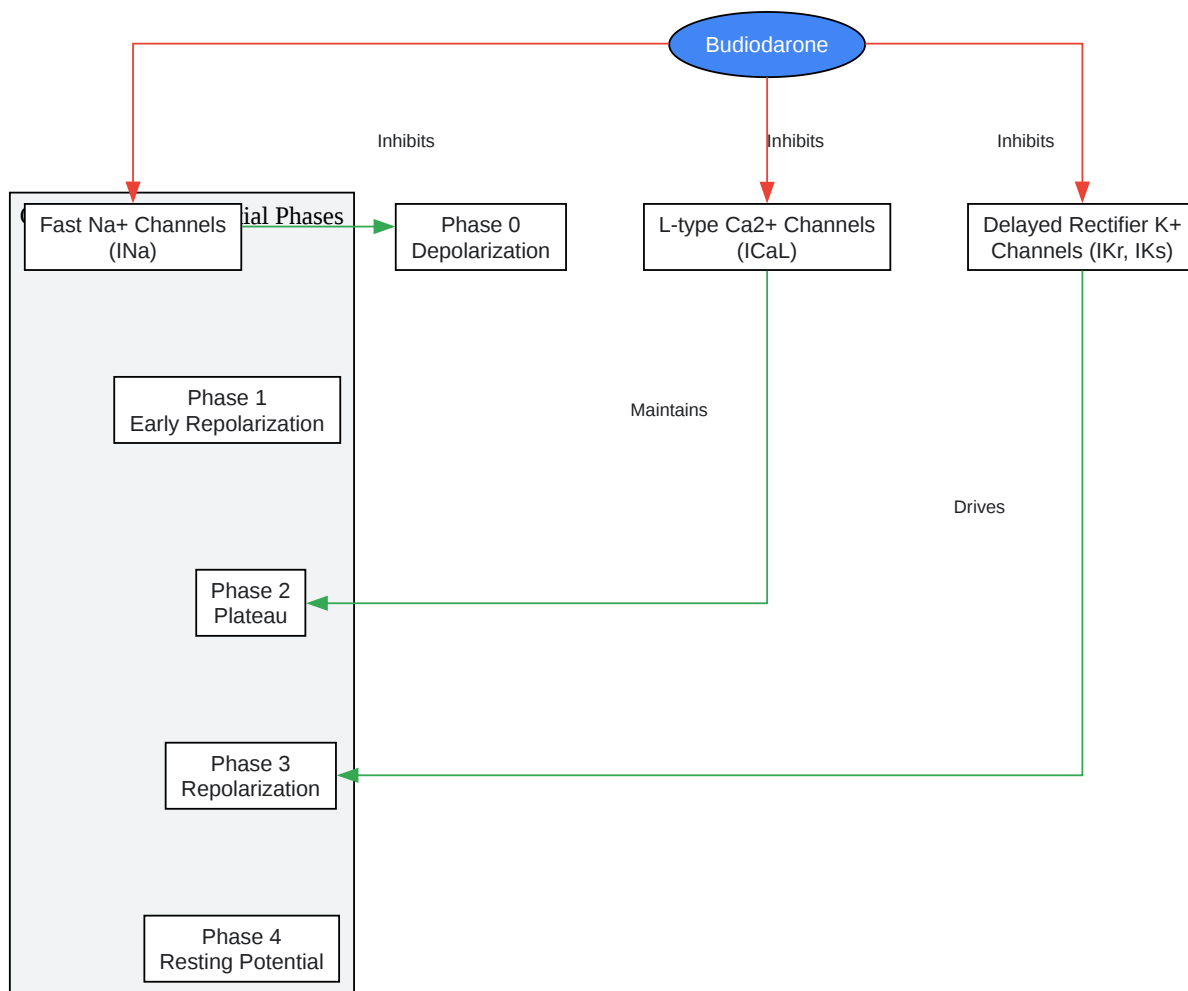 Budiodarone
Inhibits
Inhibits
Inhibits
Phases
Fast Na+ Channels
(INa)
Phase 0
Depolarization
L-type Ca2+ Channels
(ICaL)
Delayed Rectifier K+
Channels (IKr, IKs)
Phase 1
Early Repolarization
Maintains
Drives
Phase 2
Plateau
Phase 3
Repolarization
Phase 4
Resting Potential